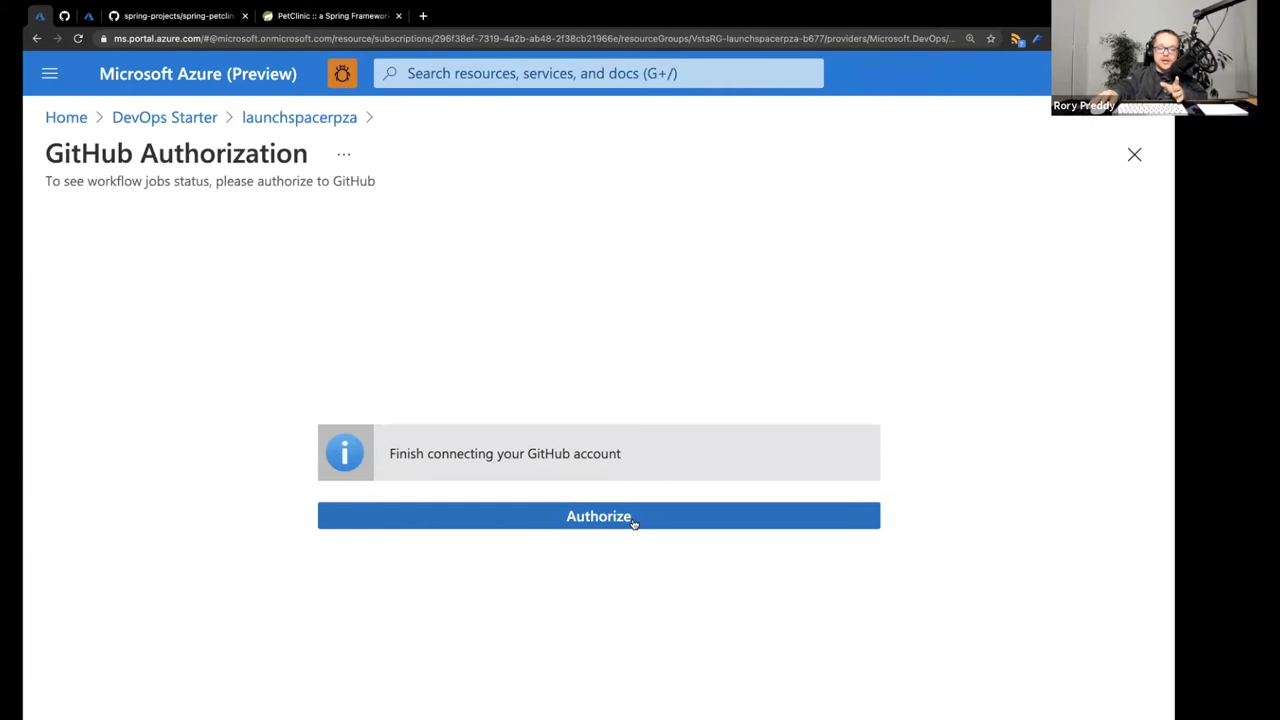 spring-projects/spring-petclin
PetClinic :: a Spring Framewor
ms.portal.azure.com/#@microsoft.onmicrosoft.com/resource/subscriptions/296f38ef-7319-4a2b-ab48-2f38cb21966e/resourceGroups/VstsRG-launchspacerpza-b677/providers/Microsoft.DevOps/...
Microsoft Azure (Preview)
Search resources, services, and docs (G+/)
Rory Preddy
Home > DevOps Starter > launchspacerpza >
GitHub Authorization ...
To see workflow jobs status, please authorize to GitHub
Finish connecting your GitHub account
Authorize